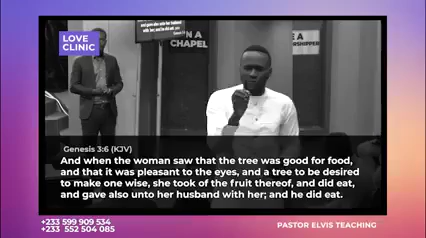 LOVE
CLINIC
N A
CHAPEL
E A
ORSHIPPER
Genesis 3:6 (KJV)
And when the woman saw that the tree was good for food,
and that it was pleasant to the eyes, and a tree to be desired
to make one wise, she took of the fruit thereof, and did eat,
and gave also unto her husband with her; and he did eat.
+233 599 909 534
+233 552 504 085
PASTOR ELVIS TEACHING